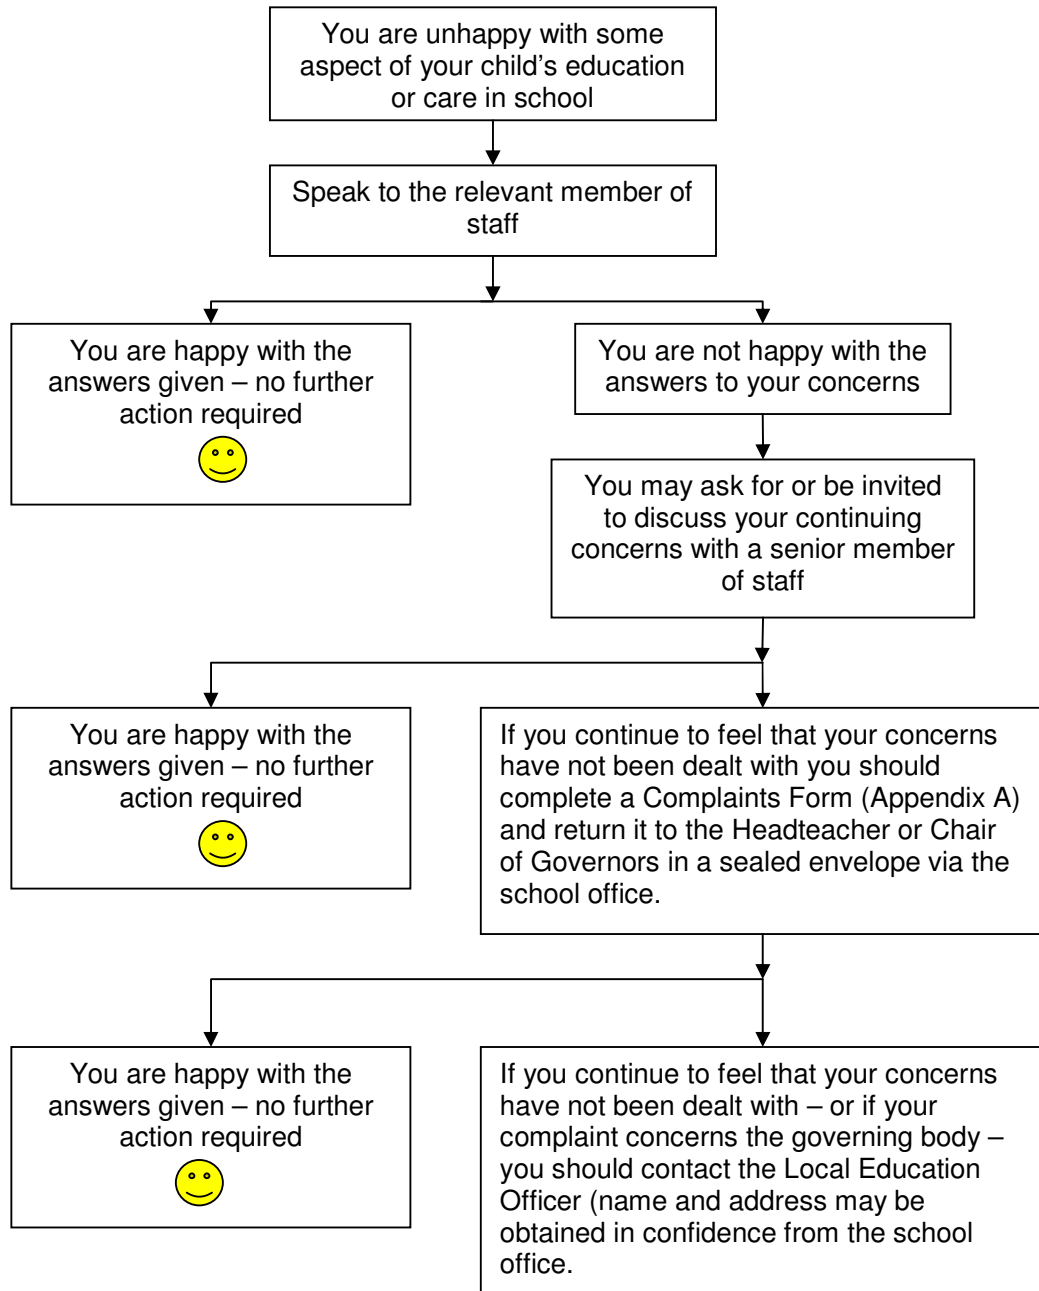 You are unhappy with some
aspect of your child's education
or care in school
Speak to the relevant member of
staff
You are happy with the
answers given – no further
action required
You are not happy with the
answers to your concerns
You may ask for or be invited
to discuss your continuing
concerns with a senior member
of staff
You are happy with the
answers given – no further
action required
If you continue to feel that your concerns
have not been dealt with you should
complete a Complaints Form (Appendix A)
and return it to the Headteacher or Chair
of Governors in a sealed envelope via the
school office.
You are happy with the
answers given – no further
action required
If you continue to feel that your concerns
have not been dealt with – or if your
complaint concerns the governing body –
you should contact the Local Education
Officer (name and address may be
obtained in confidence from the school
office.